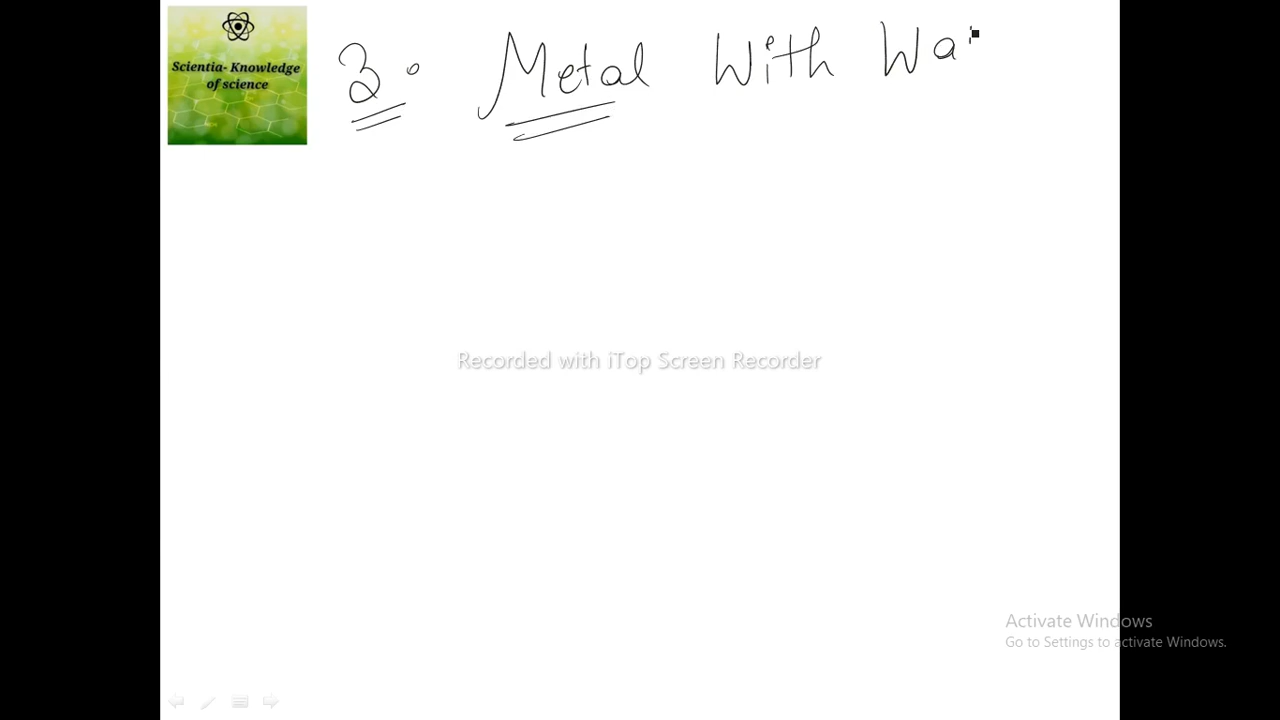 Scientia- Knowledge
of science
3. Metal With Wa
Recorded with iTop Screen Recorder
Activate Windows
Go to Settings to activate Windows.